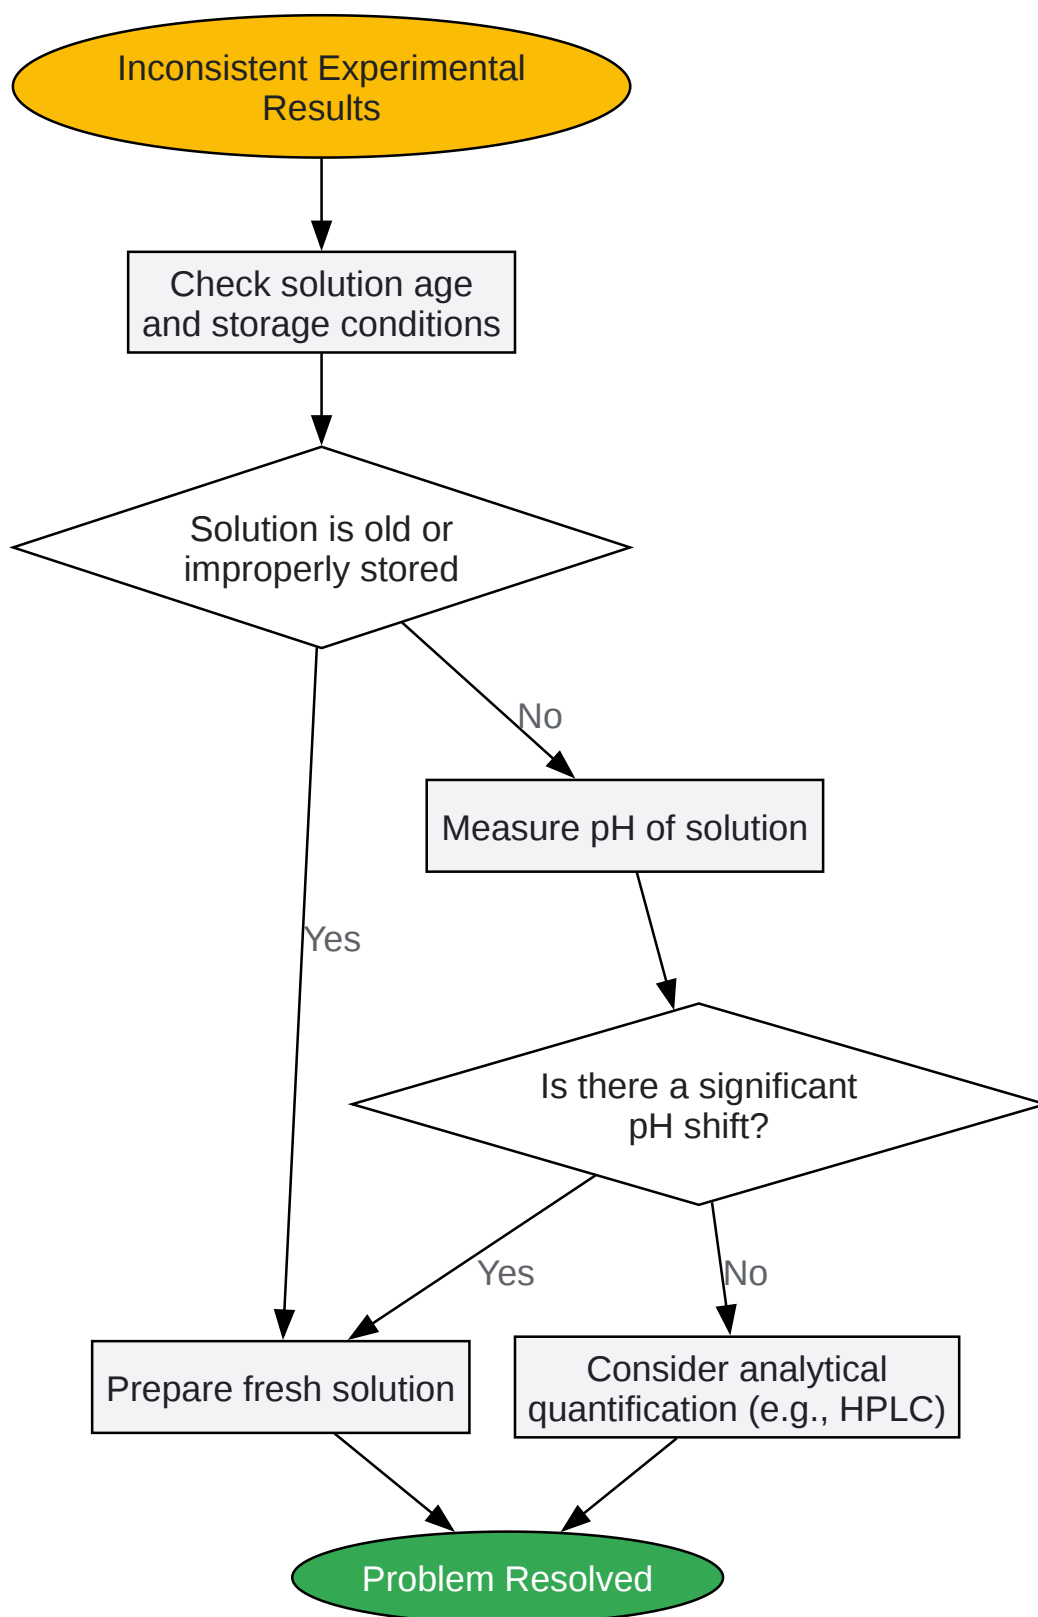 Inconsistent Experimental
Results
Check solution age
and storage conditions
Solution is old or
improperly stored
No
Measure pH of solution
Yes
Is there a significant
pH shift?
Yes
No
Prepare fresh solution
Consider analytical
quantification (e.g., HPLC)
Problem Resolved